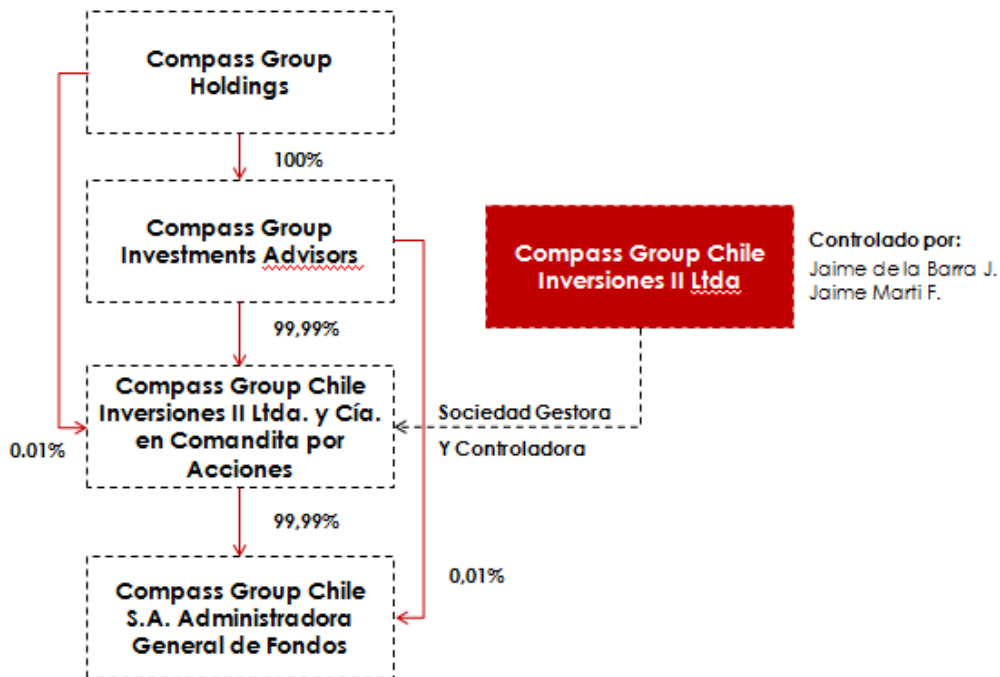 Compass Group
Holdings
100%
Compass Group
Investments Advisors
Compass Group Chile
Inversiones II Ltda
Controlado por:
Jaime de la Barra J.
Jaime Marti F.
99,99%
Compass Group Chile
Inversiones II Ltda. y Cía.
en Comandita por
Acciones
0.01%
Sociedad Gestora
Y Controladora
99,99%
0,01%
Compass Group Chile
S.A. Administradora
General de Fondos